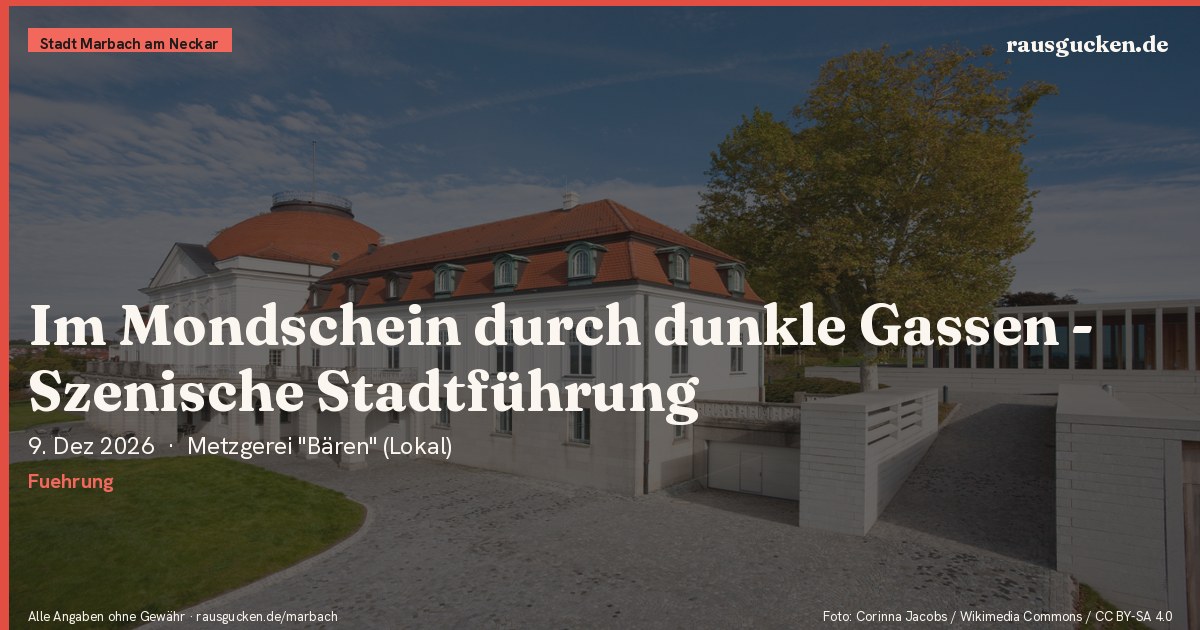 Stadt Marbach am Neckar
rausgucken.de
Im Mondschein durch dunkle Gassen -
Szenische Stadtführung
9. Dez 2026 · Metzgerei "Bären" (Lokal)
Fuehrung
Alle Angaben ohne Gewähr · rausgucken.de/marbach
Foto: Corinna Jacobs / Wikimedia Commons / CC BY-SA 4.0